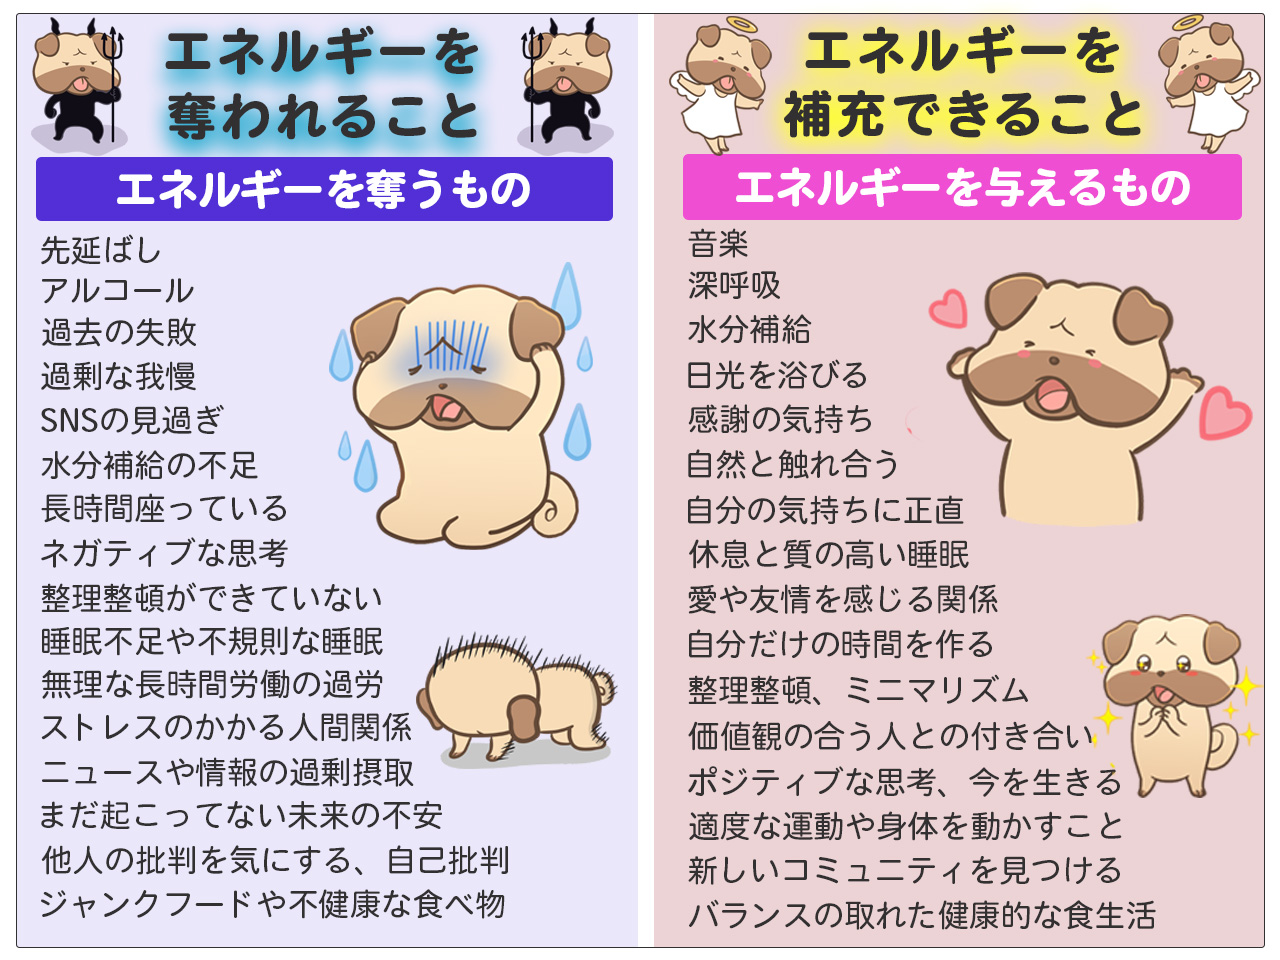 エネルギーを
奪われること
エネルギーを奪うもの
先延ばし
アルコール
過去の失敗
過剰な我慢
SNSの見過ぎ
水分補給の不足
長時間座っている
ネガティブな思考
整理整頓ができていない
睡眠不足や不規則な睡眠
無理な長時間労働の過労
ストレスのかかる人間関係
ニュースや情報の過剰摂取
まだ起こってない未来の不安
他人の批判を気にする、自己批判
ジャンクフードや不健康な食べ物
エネルギーを
補充できること
エネルギーを与えるもの
音楽
深呼吸
水分補給
日光を浴びる
感謝の気持ち
自然と触れ合う
自分の気持ちに正直
休息と質の高い睡眠
愛や友情を感じる関係
自分だけの時間を作る
整理整頓、ミニマリズム
価値観の合う人との付き合い
ポジティブな思考、今を生きる
適度な運動や身体を動かすこと
新しいコミュニティを見つける
バランスの取れた健康的な食生活